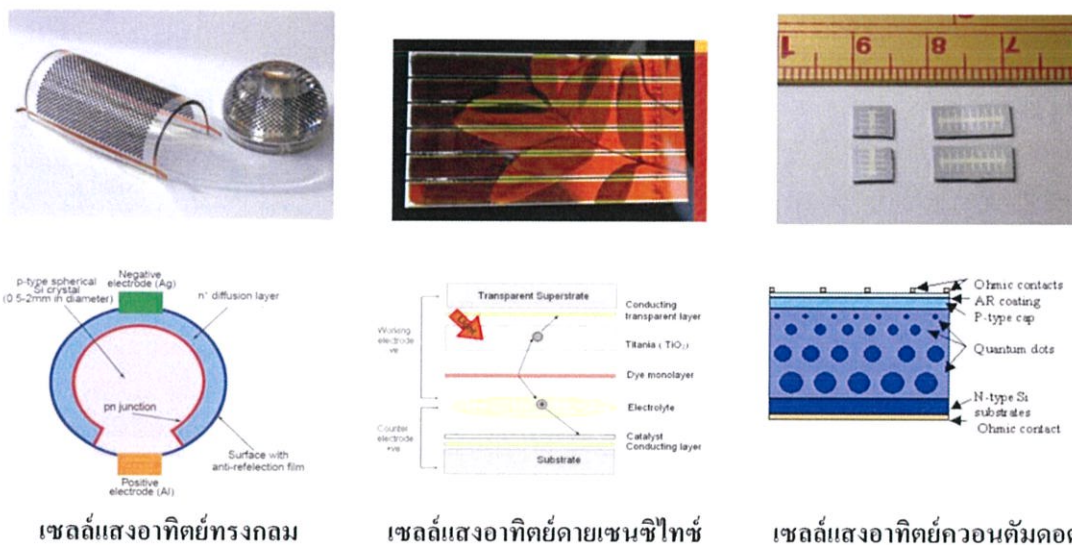 1 9 8 7
p-type spherical
Si crystal
(0.5-2mm in diameter)
Negative
electrode (Ag)
n⁺ diffusion layer
pn junction
Surface with
anti-refelection film
Positive
electrode (Al)
Transparent Superstrate
Conducting
transparent layer
Working
electrode
-ve
Titania ( TiO₂)
Dye monolayer
Electrolyte
Counter
electrode
+ve
Catalyst
Conducting layer
Substrate
Ohmic contacts
AR coating
P-type cap
Quantum dots
N-type Si
substrates
Ohmic contact
เซลล์แสงอาทิตย์ทรงกลม
เซลล์แสงอาทิตย์ดายเซนซิไทซ์
เซลล์แสงอาทิตย์ควอนตัมดอต